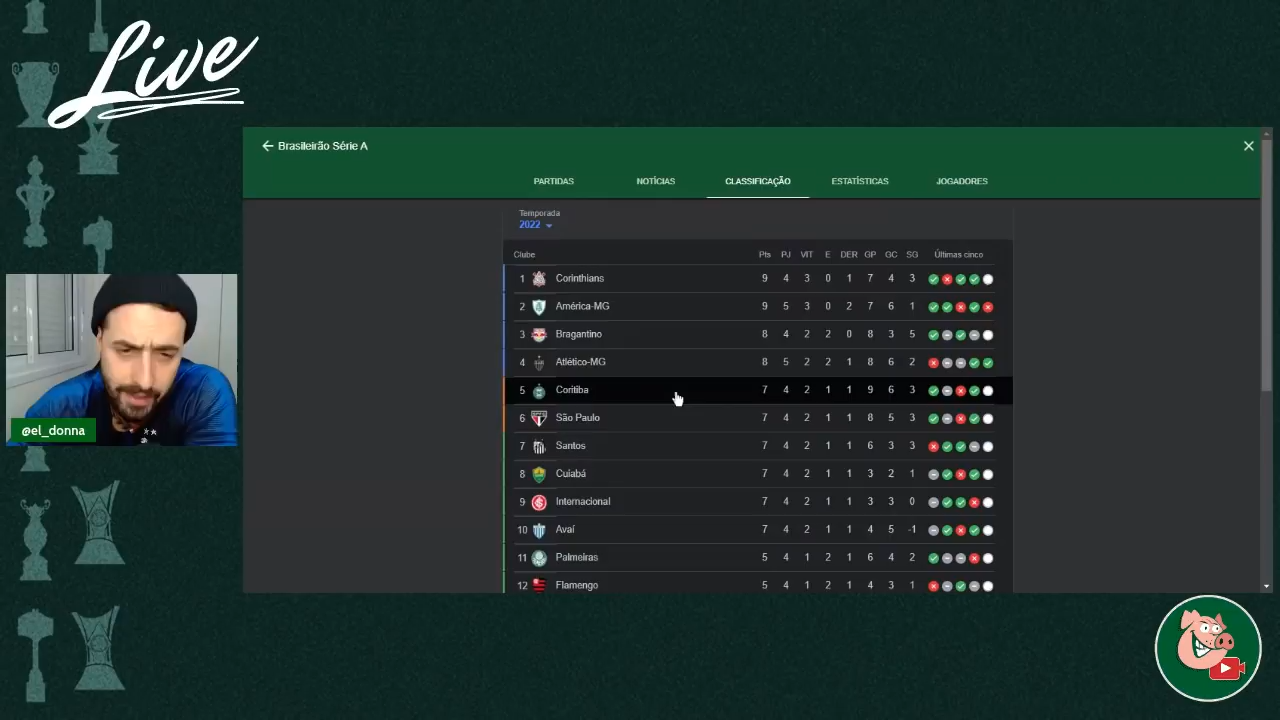 Live
Brasileirão Série A
PARTIDAS NOTÍCIAS CLASSIFICAÇÃO ESTATÍSTICAS JOGADORES
Temporada
2022
Clube Pts PJ VIT E DER GP GC SG Últimas cinco
1 Corinthians 9 4 3 0 1 7 4 3
2 América-MG 9 5 3 0 2 7 6 1
3 Bragantino 8 4 2 2 0 8 3 5
4 Atlético-MG 8 5 2 2 1 8 6 2
5 Coritiba 7 4 2 1 1 9 6 3
6 São Paulo 7 4 2 1 1 8 5 3
7 Santos 7 4 2 1 1 6 3 3
8 Cuiabá 7 4 2 1 1 3 2 1
9 Internacional 7 4 2 1 1 3 3 0
10 Avaí 7 4 2 1 1 4 5 -1
11 Palmeiras 5 4 1 2 1 6 4 2
12 Flamengo 5 4 1 2 1 4 3 1
@el_donna